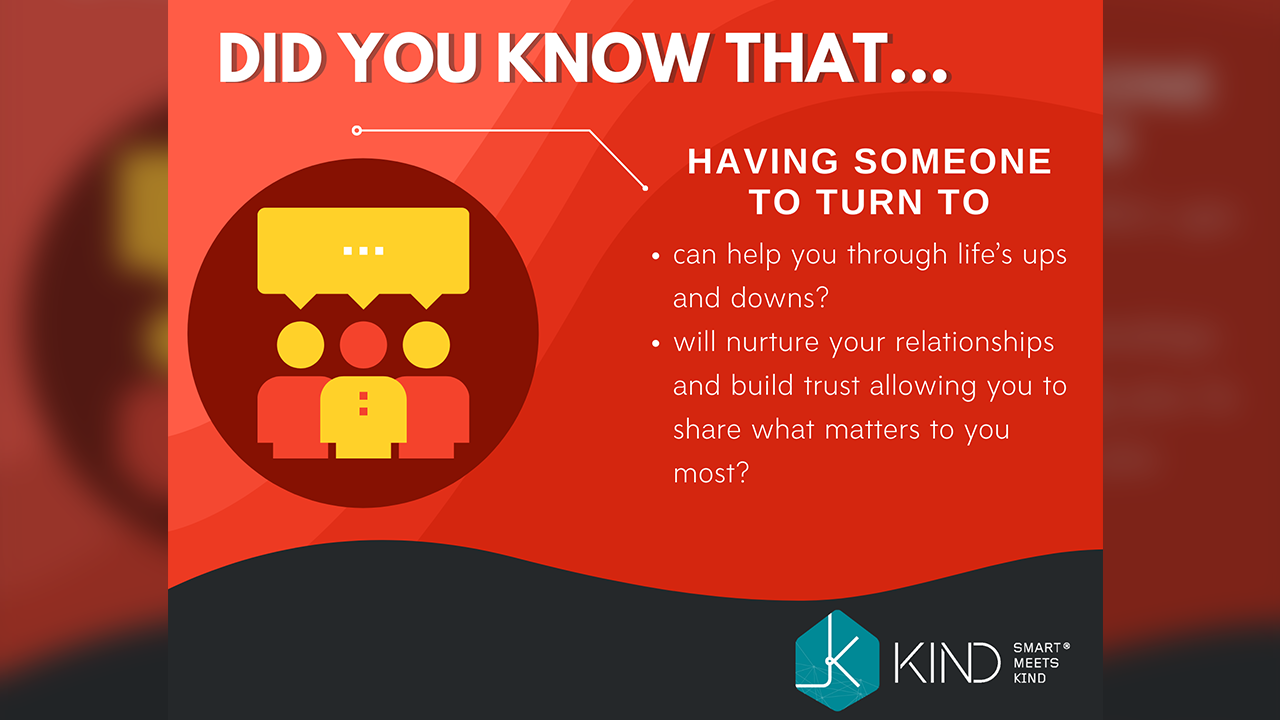 DID YOU KNOW THAT...
HAVING SOMEONE
TO TURN TO
• can help you through life’s ups
and downs?
• will nurture your relationships
and build trust allowing you to
share what matters to you
most?
KIND
SMART®
MEETS
KIND